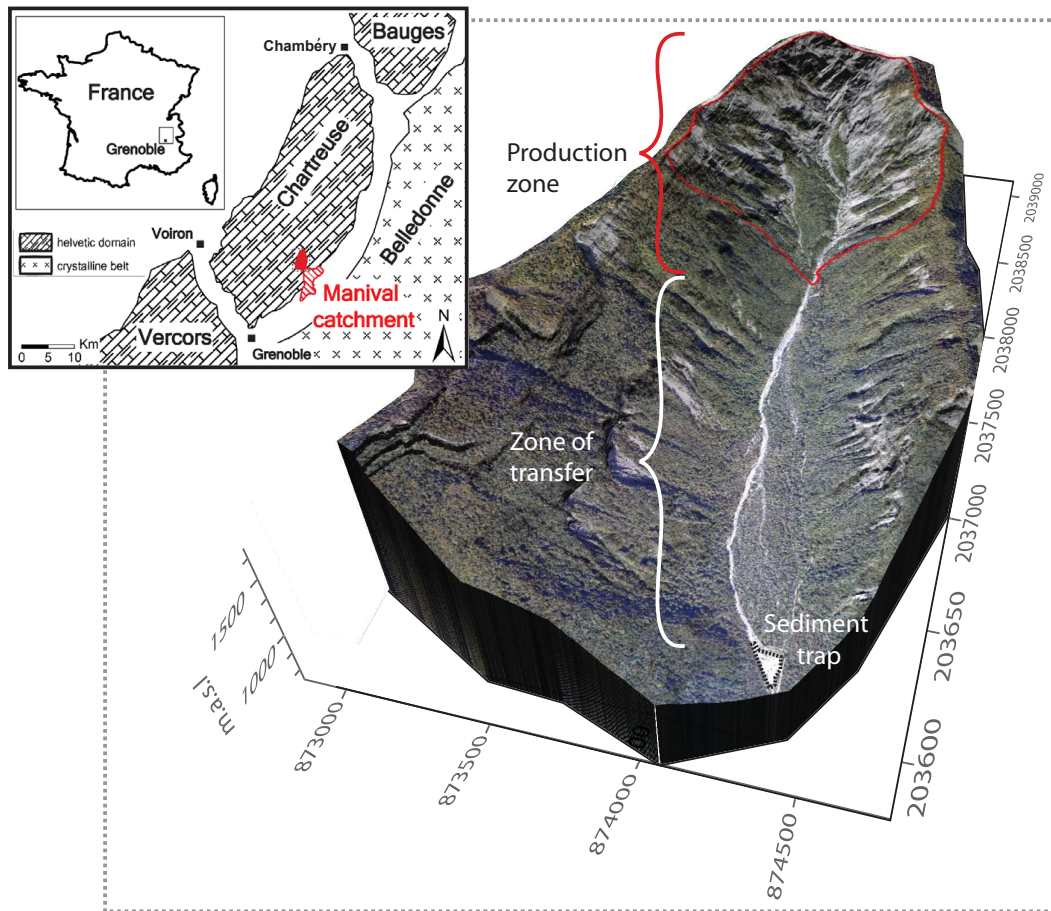 Chambéry
Bauges
France
Grenoble
Chartreuse
Belledonne
helvetic domain
crystalline belt
Voiron
Manival
catchment
Vercors
Grenoble
N
0 5 10 Km
Production
zone
Zone of
transfer
Sediment
trap
2039000
2038500
2038000
2037500
2037000
203650
203600
1500
1000
m.a.s.l
873000
873500
874000
874500